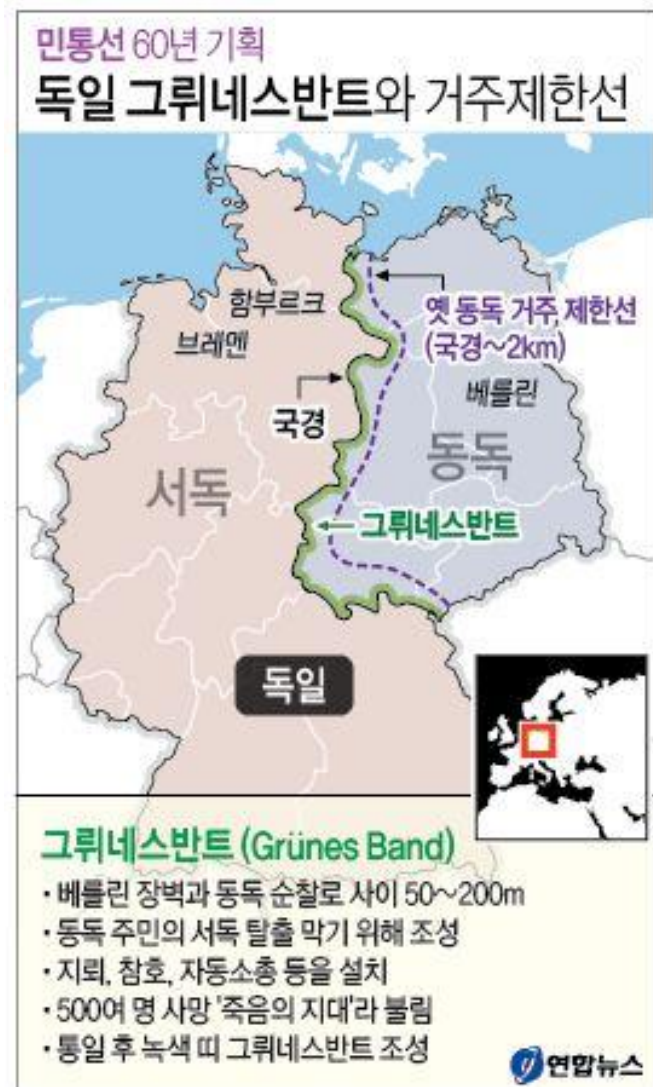 민통선 60년 기획
독일 그뤼네스반트와 거주제한선
함부르크
브레멘
옛 동독 거주 제한선
(국경~2km)
베를린
국경
서독
동독
그뤼네스반트
독일
그뤼네스반트 (Grünes Band)
· 베를린 장벽과 동독 순찰로 사이 50~200m
· 동독 주민의 서독 탈출 막기 위해 조성
· 지뢰, 참호, 자동소총 등을 설치
· 500여 명 사망 '죽음의 지대'라 불림
· 통일 후 녹색 띠 그뤼네스반트 조성
연합뉴스